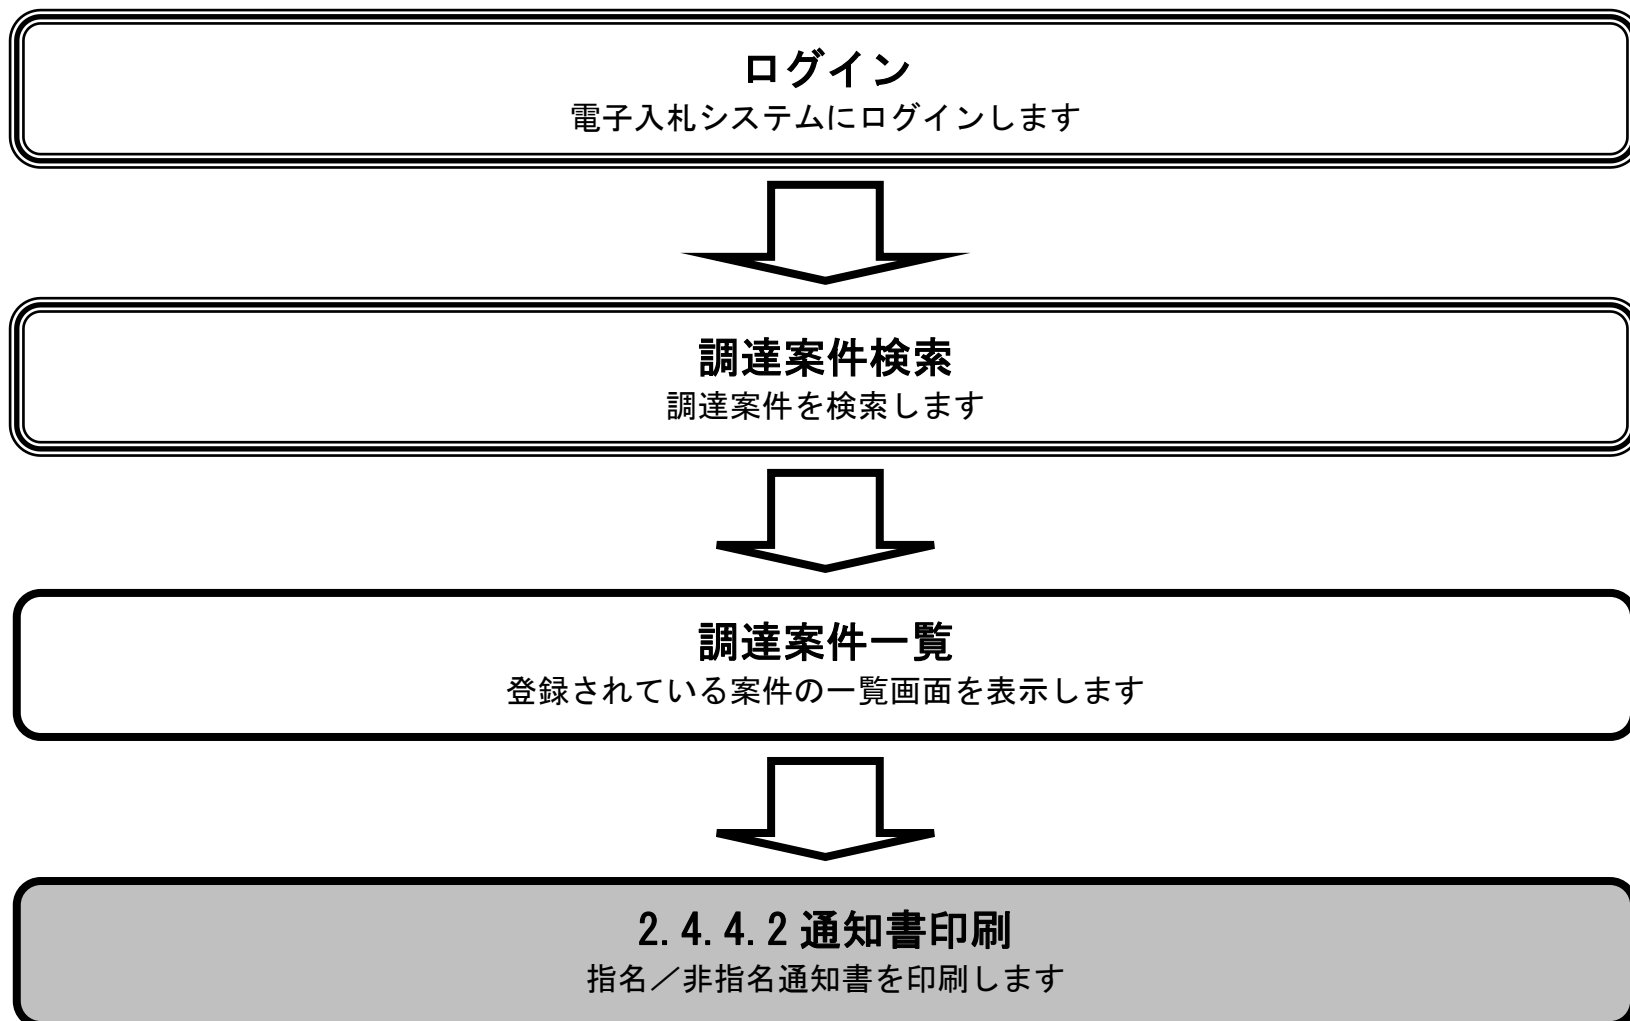 ログイン
電子入札システムにログインします
調達案件検索
調達案件を検索します
調達案件一覧
登録されている案件の一覧画面を表示します
2.4.4.2 通知書印刷
指名／非指名通知書を印刷します